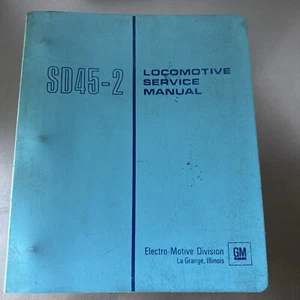 SD45-2
LOCOMOTIVE
SERVICE
MANUAL
Electro-Motive Division
La Grange, Illinois
GM